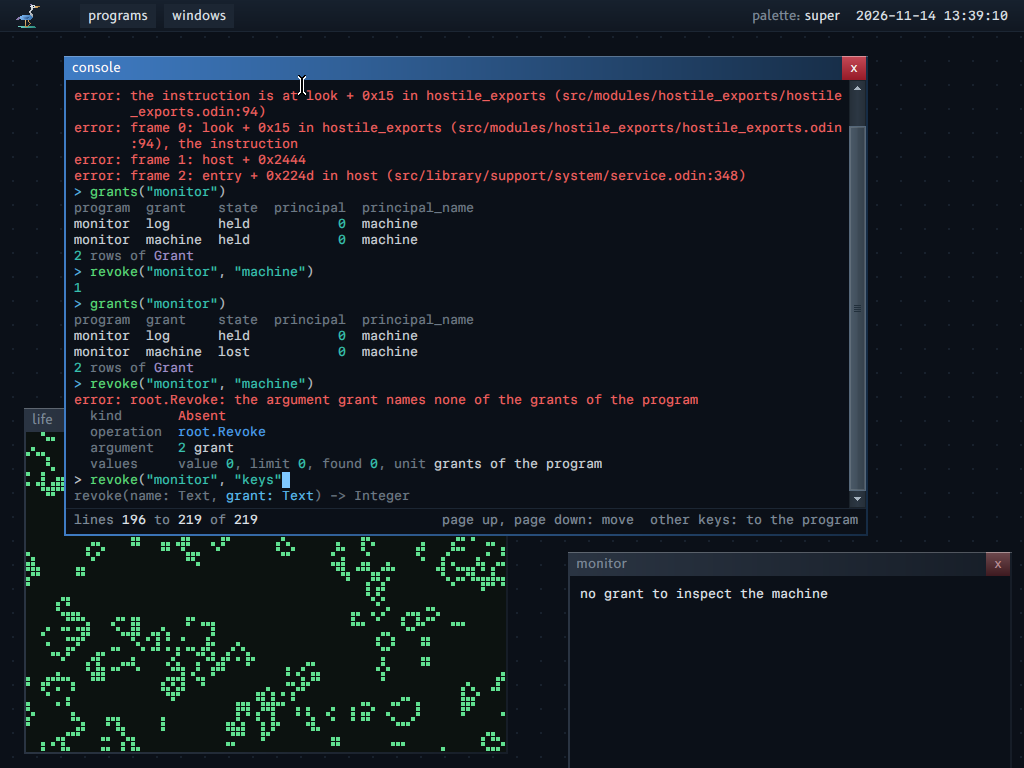 programs windows palette: super 2026-11-14 13:39:10
console x
error: the instruction is at look + 0x15 in hostile_exports (src/modules/hostile_exports/hostile
_exports.odin:94)
error: frame 0: look + 0x15 in hostile_exports (src/modules/hostile_exports/hostile_exports.odin
:94), the instruction
error: frame 1: host + 0x2444
error: frame 2: entry + 0x224d in host (src/library/support/system/service.odin:348)
> grants("monitor")
program grant state principal principal_name
monitor log held 0 machine
monitor machine held 0 machine
2 rows of Grant
> revoke("monitor", "machine")
1
> grants("monitor")
program grant state principal principal_name
monitor log held 0 machine
monitor machine lost 0 machine
2 rows of Grant
> revoke("monitor", "machine")
error: root.Revoke: the argument grant names none of the grants of the program
kind Absent
operation root.Revoke
argument 2 grant
values value 0, limit 0, found 0, unit grants of the program
> revoke("monitor", "keys"
revoke(name: Text, grant: Text) -> Integer
lines 196 to 219 of 219 page up, page down: move other keys: to the program
life
monitor x
no grant to inspect the machine